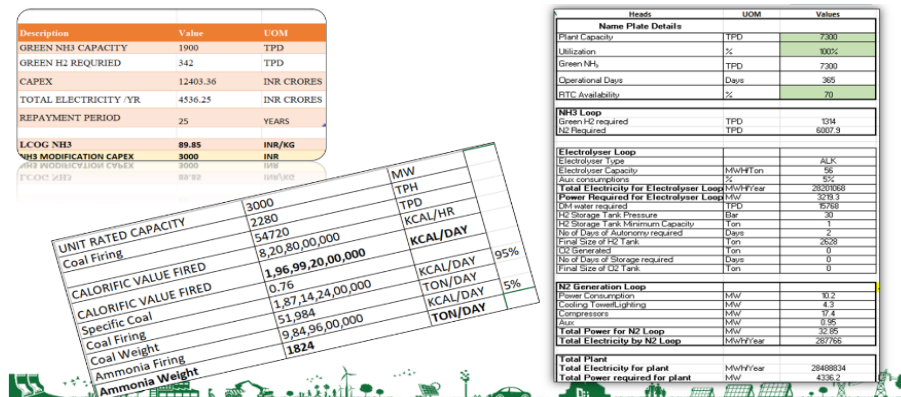 Description Value UOM
GREEN NH3 CAPACITY 1900 TPD
GREEN H2 REQURIED 342 TPD
CAPEX 12403.36 INR CRORES
TOTAL ELECTRICITY /YR 4536.25 INR CRORES
REPAYMENT PERIOD 25 YEARS
LCOG NH3 89.85 INR/KG
NH3 MODIFICATION CAPEX 3000 INR
UNIT RATED CAPACITY 3000 MW
Coal Firing 2280 TPH
54720 TPD
CALORIFIC VALUE FIRED 8,20,80,00,000 KCAL/HR
CALORIFIC VALUE FIRED 1,96,99,20,00,000 KCAL/DAY
Specific Coal 0.76
Coal Firing 1,87,14,24,00,000 KCAL/DAY 95%
Coal Weight 51,984 TON/DAY
Ammonia Firing 9,84,96,00,000 KCAL/DAY 5%
Ammonia Weight 1824 TON/DAY
Heads UOM Values
Name Plate Details
Plant Capacity TPD 7300
Utilization % 100%
Green NH₃ TPD 7300
Operational Days Days 365
RTC Availability % 70
NH3 Loop
Green H2 required TPD 1314
N2 Required TPD 6007.9
Electrolyser Loop
Electrolyser Type ALK
Electrolyser Capacity MWH/Ton 56
Aux consumptions % 5%
Total Electricity for Electrolyser Loop MWH/Year 28201068
Power Required for Electrolyser Loop MW 3219.3
DM water required TPD 15768
H2 Storage Tank Pressure Bar 30
H2 Storage Tank Minimum Capacity Ton 1
No of Days of Autonomy required Days 2
Final Size of H2 Tank Ton 2628
O2 Generated Ton 0
No of Days of Storage required Days 0
Final Size of O2 Tank Ton 0
N2 Generation Loop
Power Consumption MW 10.2
Cooling Tower/Lighting MW 4.3
Compressors MW 17.4
Aux MW 0.95
Total Power for N2 Loop MW 32.85
Total Electricity by N2 Loop MWH/Year 287766
Total Plant
Total Electricity for plant MWH/Year 28488834
Total Power required for plant MW 4336.2